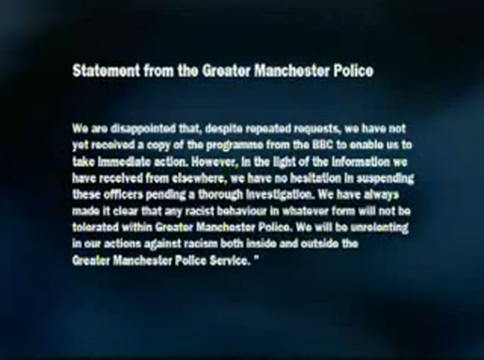 Statement from the Greater Manchester Police
We are disappointed that, despite repeated requests, we have not
yet received a copy of the programme from the BBC to enable us to
take immediate action. However, in the light of the information we
have received from elsewhere, we have no hesitation in suspending
these officers pending a thorough investigation. We have always
made it clear that any racist behaviour in whatever form will not be
tolerated within Greater Manchester Police. We will be unrelenting
in our actions against racism both inside and outside the
Greater Manchester Police Service. "